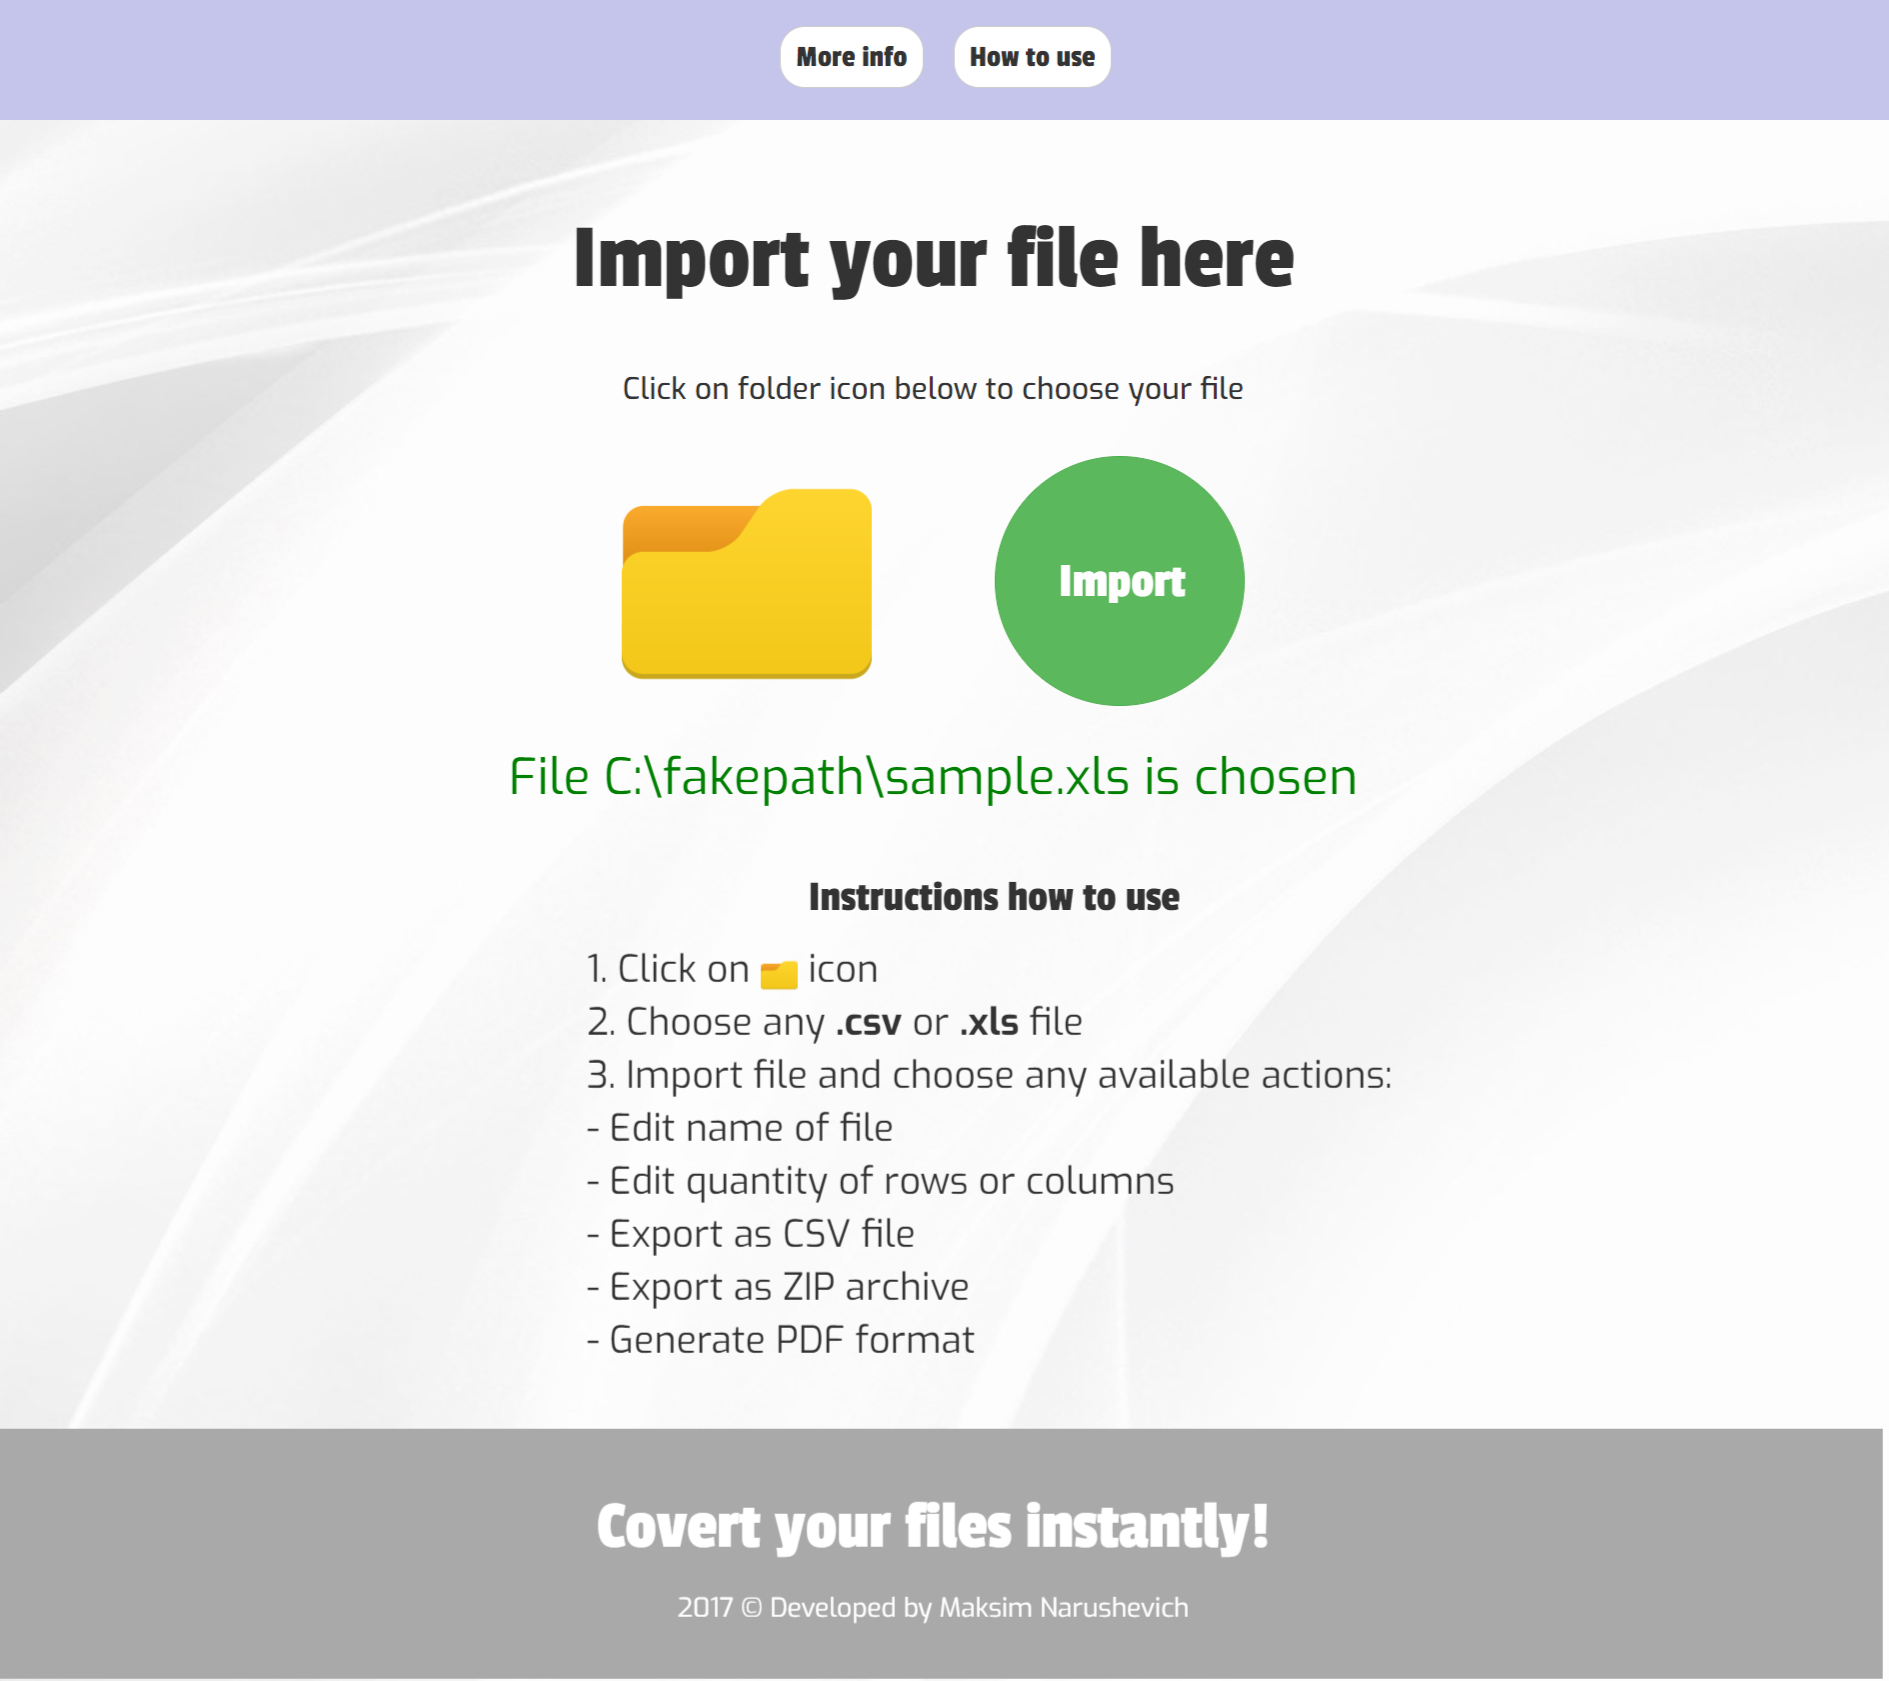 More info How to use
Import your file here
Click on folder icon below to choose your file
Import
File C:\fakepath\sample.xls is chosen
Instructions how to use
1. Click on icon
2. Choose any .csv or .xls file
3. Import file and choose any available actions:
- Edit name of file
- Edit quantity of rows or columns
- Export as CSV file
- Export as ZIP archive
- Generate PDF format
Covert your files instantly!
2017 © Developed by Maksim Narushevich